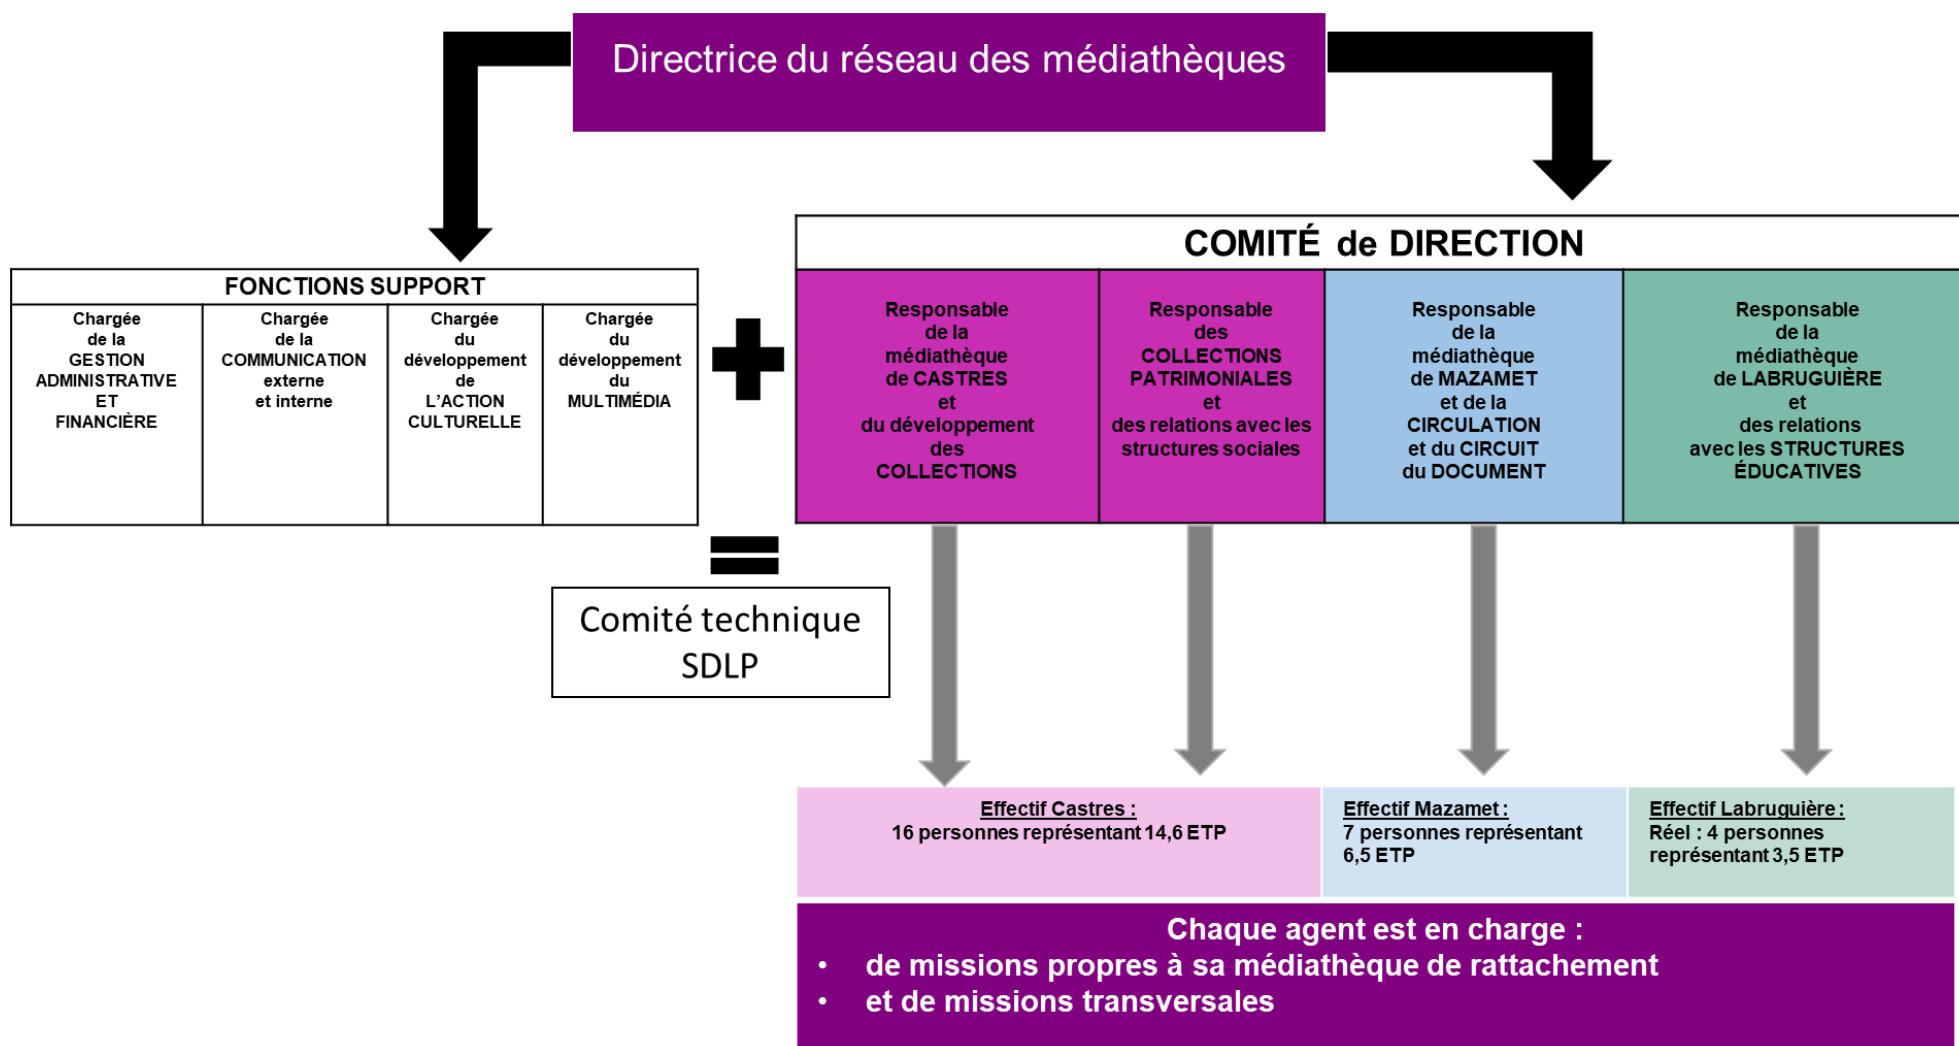 Directrice du réseau des médiathèques
FONCTIONS SUPPORT
Chargée
de la
GESTION
ADMINISTRATIVE
ET
FINANCIÈRE
Chargée
de la
COMMUNICATION
externe
et interne
Chargée
du
développement
de
L'ACTION
CULTURELLE
Chargée
du
développement
du
MULTIMÉDIA
COMITÉ de DIRECTION
Responsable
de la
médiathèque
de CASTRES
et
du développement
des
COLLECTIONS
Responsable
des
COLLECTIONS
PATRIMONIALES
et
des relations avec les
structures sociales
Responsable
de la
médiathèque
de MAZAMET
et de la
CIRCULATION
et du CIRCUIT
du DOCUMENT
Responsable
de la
médiathèque
de LABRUGUIÈRE
et
des relations
avec les STRUCTURES
ÉDUCATIVES
Comité technique
SDLP
Effectif Castres :
16 personnes représentant 14,6 ETP
Effectif Mazamet :
7 personnes représentant
6,5 ETP
Effectif Labruguière :
Réel : 4 personnes
représentant 3,5 ETP
Chaque agent est en charge :
• de missions propres à sa médiathèque de rattachement
• et de missions transversales